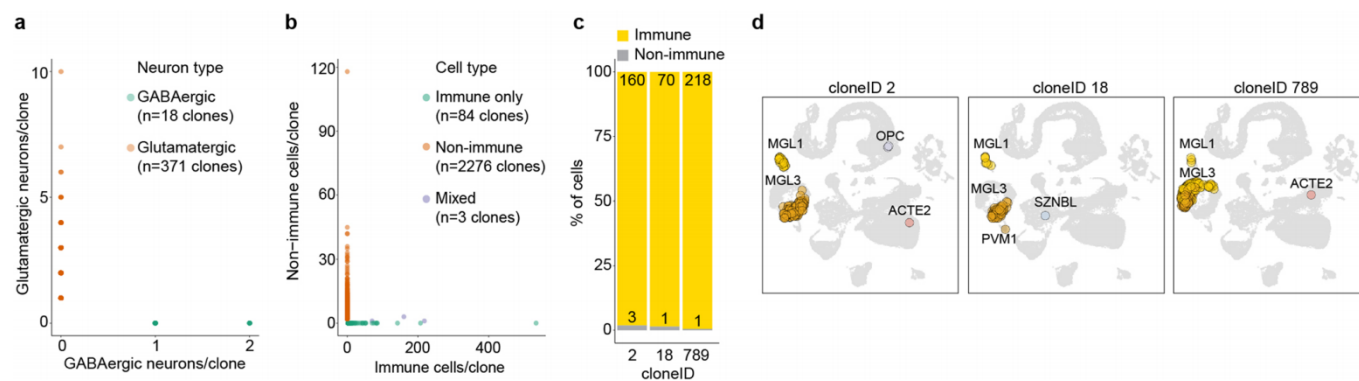 a
Glutamatergic neurons/clone
10
5
0
0
1
2
GABAergic neurons/clone
Neuron type
GABAergic
(n=18 clones)
Glutamatergic
(n=371 clones)
b
Non−immune cells/clone
120
90
60
30
0
0
200
400
Immune cells/clone
Cell type
Immune only
(n=84 clones)
Non-immune
(n=2276 clones)
Mixed
(n=3 clones)
c
Immune
Non-immune
% of cells
100
75
50
25
0
160 70 218
3 1 1
2 18 789
cloneID
d
cloneID 2
MGL1
MGL3
OPC
ACTE2
cloneID 18
MGL1
MGL3
SZNBL
PVM1
cloneID 789
MGL1
MGL3
ACTE2